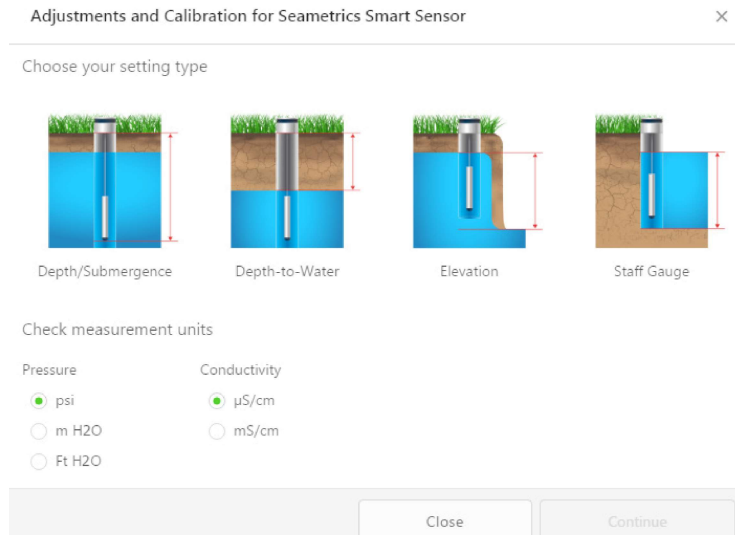 Adjustments and Calibration for Seametrics Smart Sensor
Choose your setting type
Depth/Submergence
Depth-to-Water
Elevation
Staff Gauge
Check measurement units
Pressure
Conductivity
psi
µS/cm
m H2O
mS/cm
Ft H2O
Close
Continue